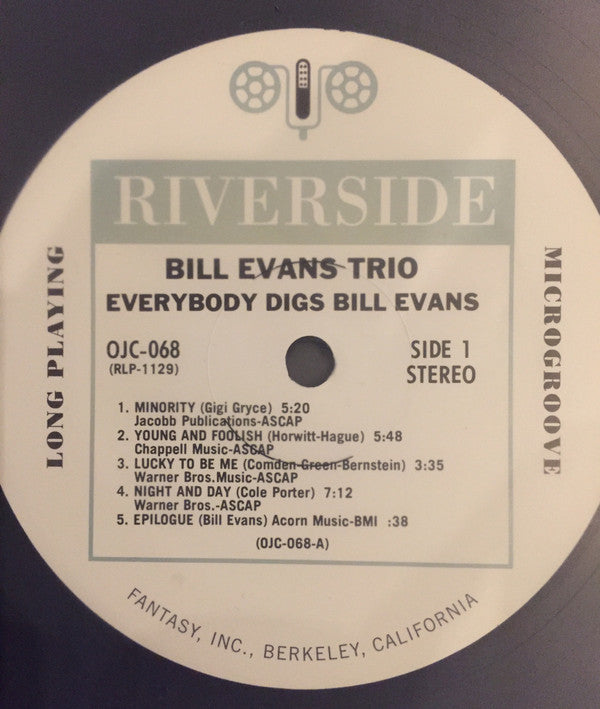 RIVERSIDE
BILL EVANS TRIO
EVERYBODY DIGS BILL EVANS
LONG PLAYING
MICROGROOVE
OJC-068
(RLP-1129)
SIDE 1
STEREO
1. MINORITY (Gigi Gryce) 5:20
Jacobb Publications-ASCAP
2. YOUNG AND FOOLISH (Horwitt-Hague) 5:48
Chappell Music-ASCAP
3. LUCKY TO BE ME (Comden-Green-Bernstein) 3:35
Warner Bros.Music-ASCAP
4. NIGHT AND DAY (Cole Porter) 7:12
Warner Bros.-ASCAP
5. EPILOGUE (Bill Evans) Acorn Music-BMI :38
(OJC-068-A)
FANTASY, INC., BERKELEY, CALIFORNIA